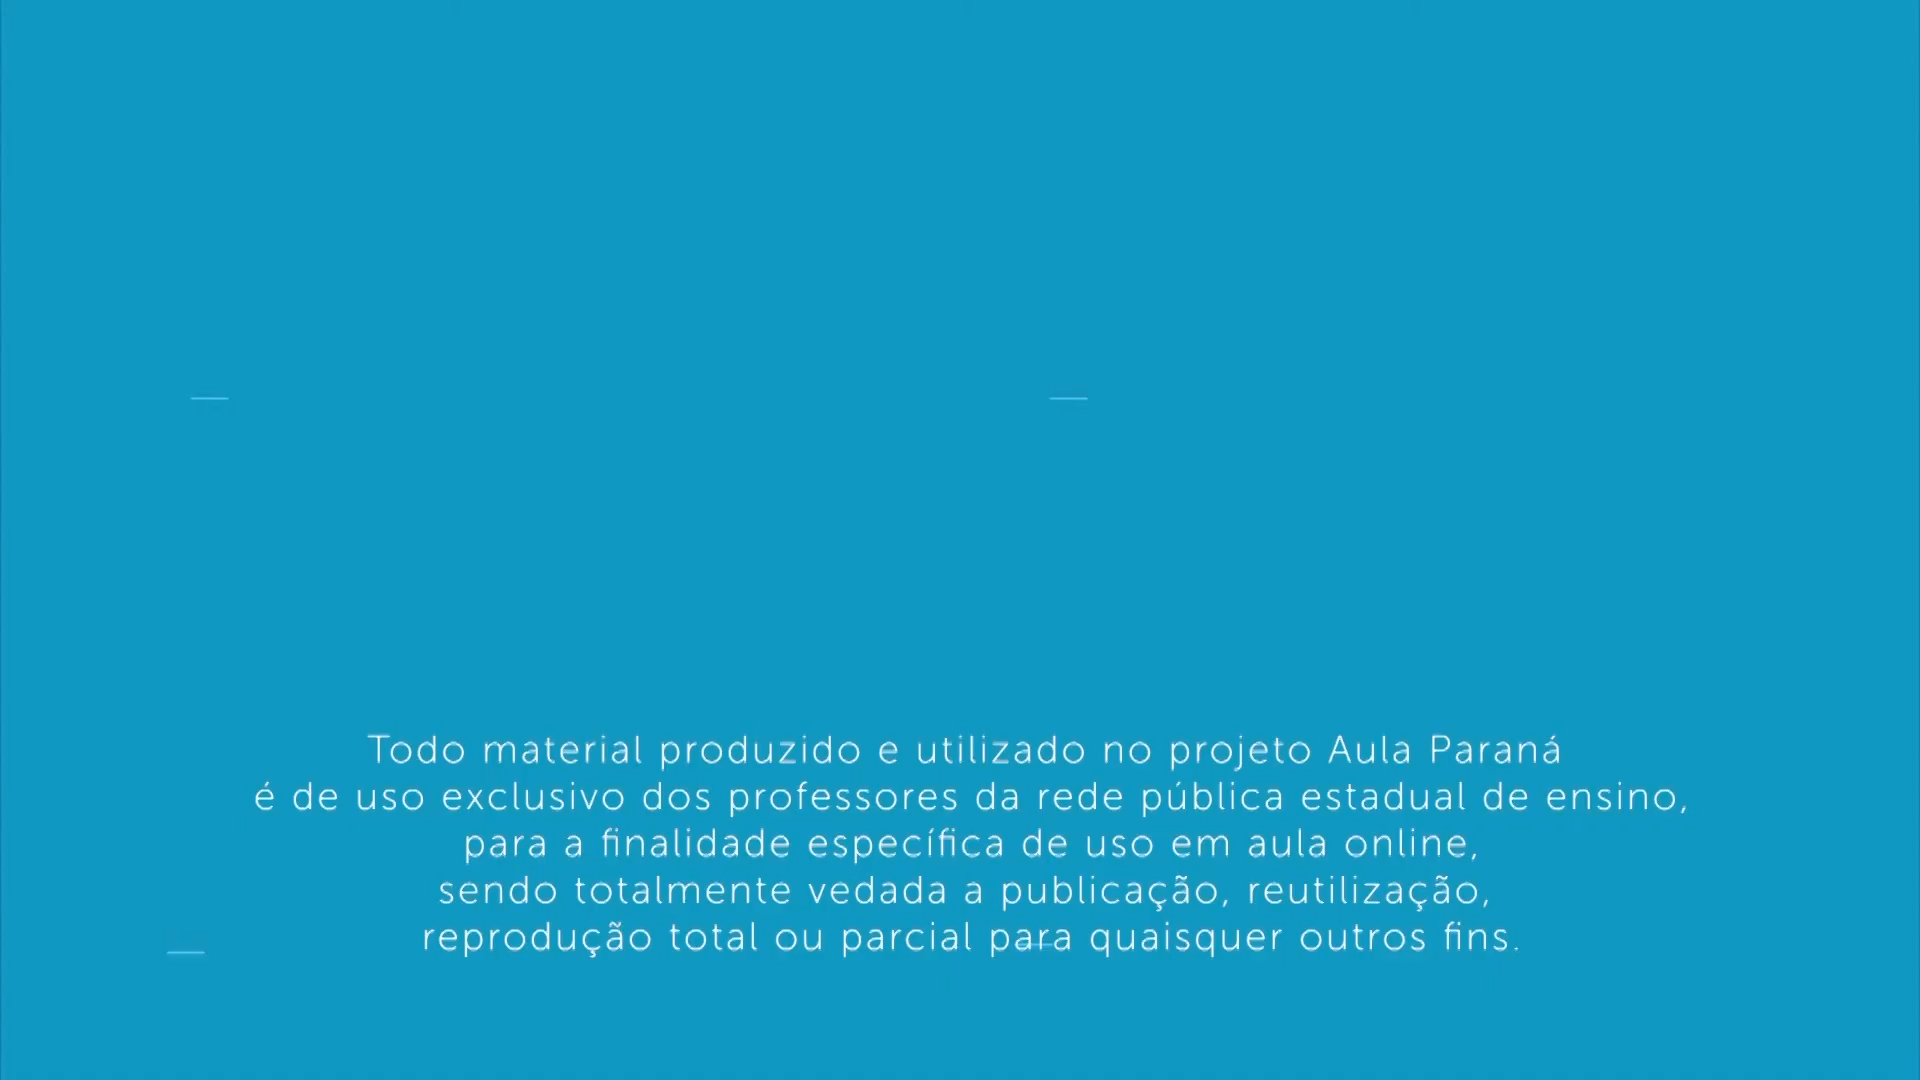 Todo material produzido e utilizado no projeto Aula Paraná
é de uso exclusivo dos professores da rede pública estadual de ensino,
para a finalidade específica de uso em aula online,
sendo totalmente vedada a publicação, reutilização,
reprodução total ou parcial para quaisquer outros fins.